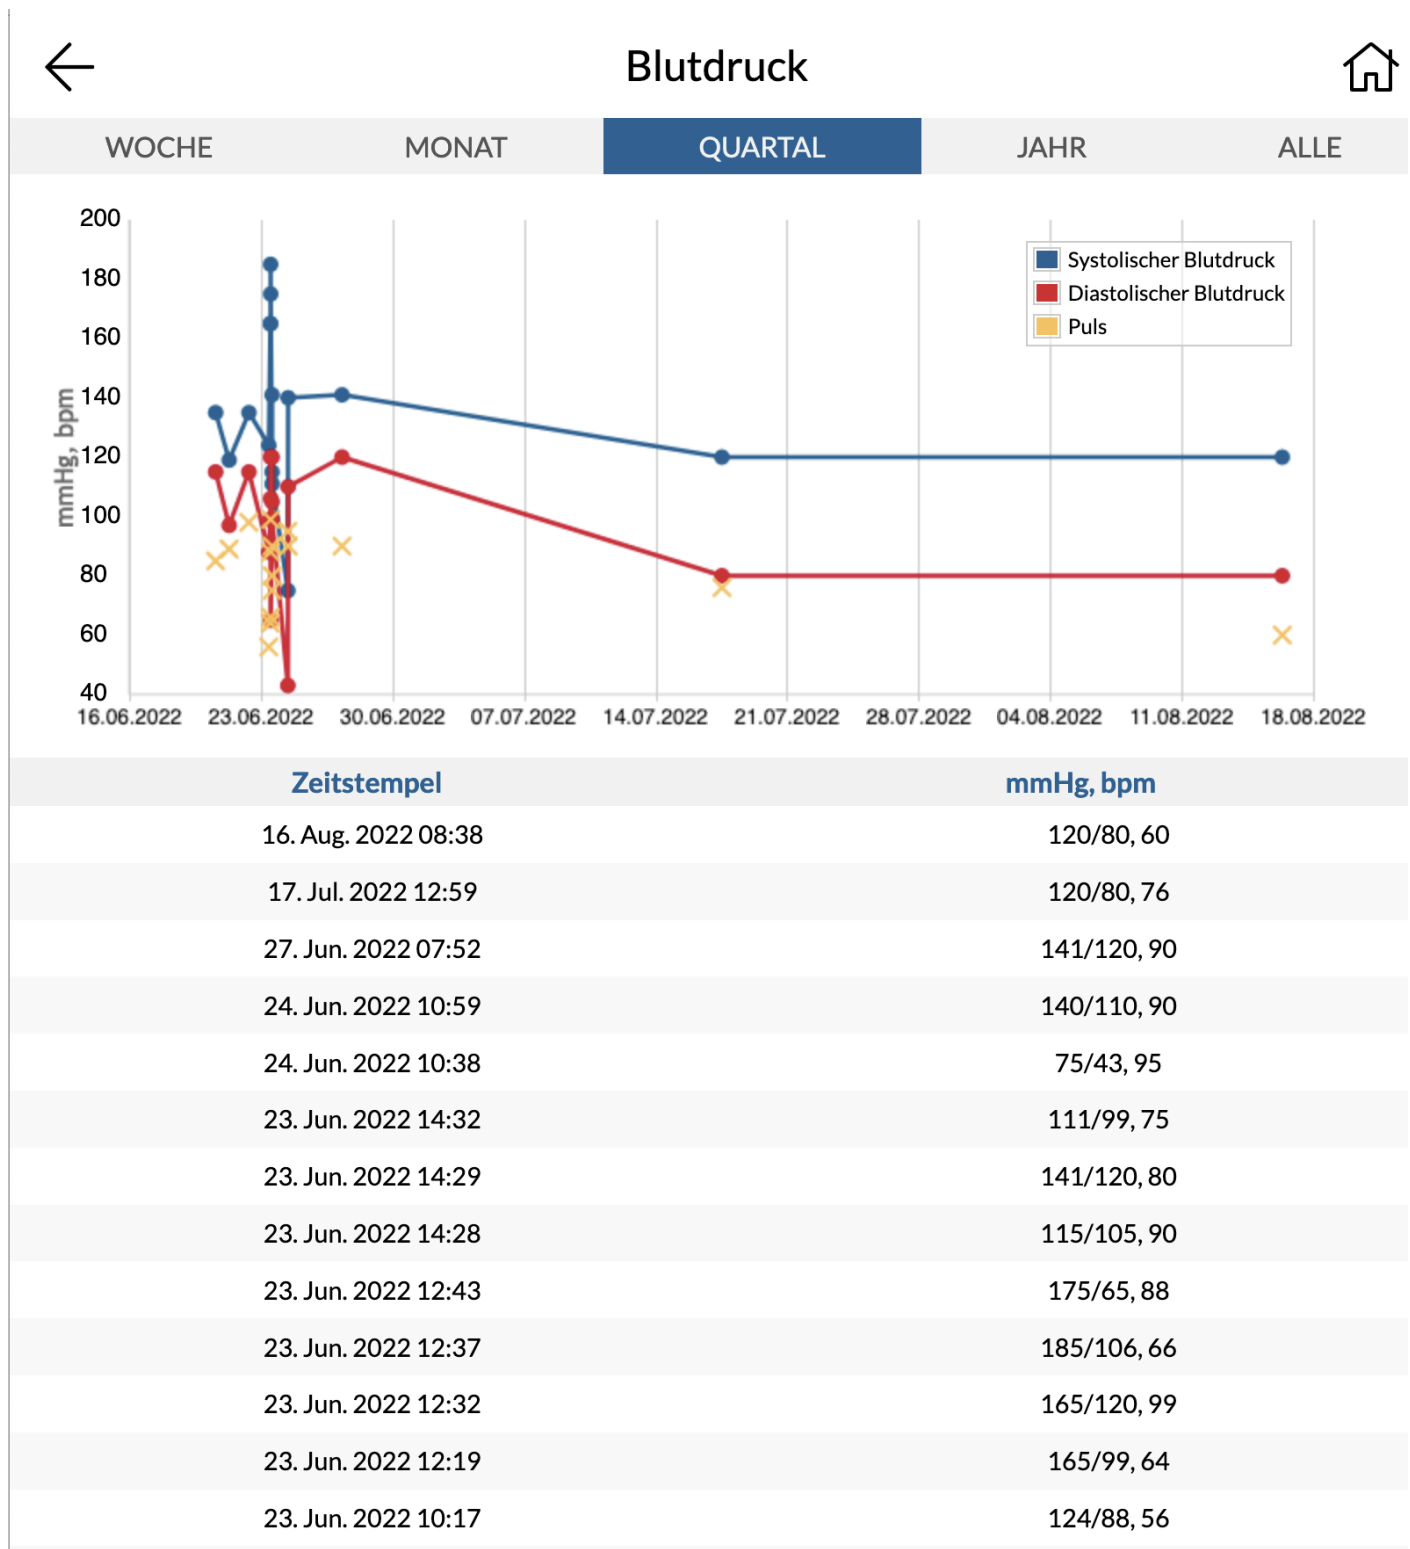 Blutdruck
WOCHE MONAT QUARTAL JAHR ALLE
200
180
160
140
120
100
80
60
40
mmHg, bpm
Systolischer Blutdruck
Diastolischer Blutdruck
Puls
16.06.2022 23.06.2022 30.06.2022 07.07.2022 14.07.2022 21.07.2022 28.07.2022 04.08.2022 11.08.2022 18.08.2022
Zeitstempel mmHg, bpm
16. Aug. 2022 08:38 120/80, 60
17. Jul. 2022 12:59 120/80, 76
27. Jun. 2022 07:52 141/120, 90
24. Jun. 2022 10:59 140/110, 90
24. Jun. 2022 10:38 75/43, 95
23. Jun. 2022 14:32 111/99, 75
23. Jun. 2022 14:29 141/120, 80
23. Jun. 2022 14:28 115/105, 90
23. Jun. 2022 12:43 175/65, 88
23. Jun. 2022 12:37 185/106, 66
23. Jun. 2022 12:32 165/120, 99
23. Jun. 2022 12:19 165/99, 64
23. Jun. 2022 10:17 124/88, 56